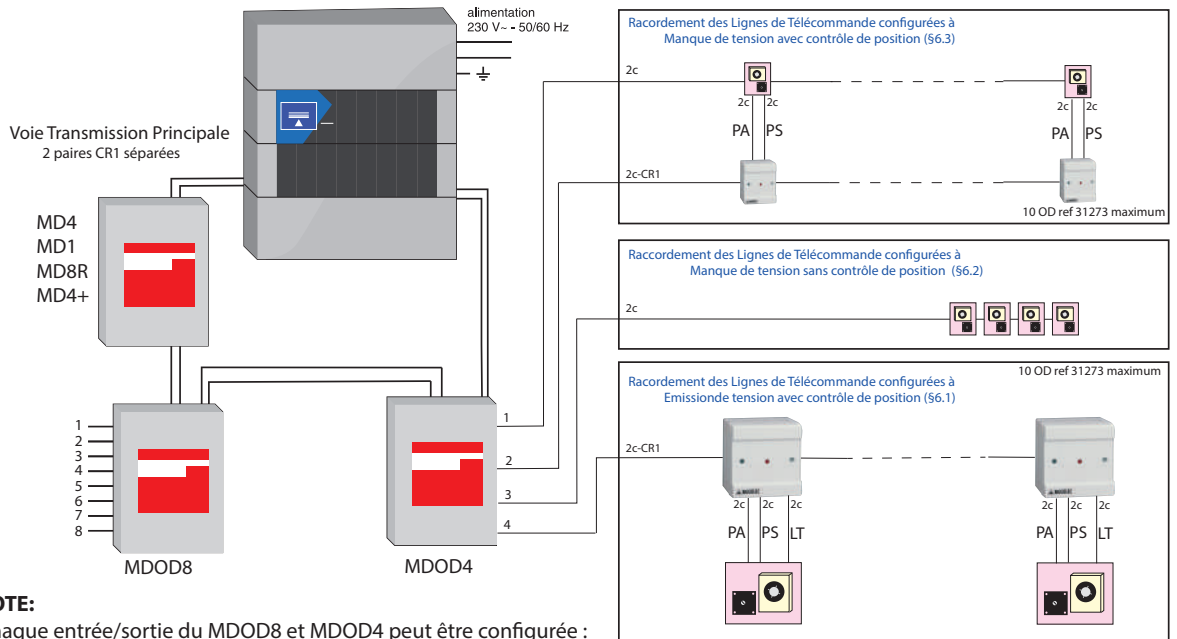 alimentation
230 V~ - 50/60 Hz
Voie Transmission Principale
2 paires CR1 séparées
MD4
MD1
MD8R
MD4+
1
2
3
4
5
6
7
8
MDOD8
1
2
3
4
MDOD4
Racordement des Lignes de Télécommande configurées à
Manque de tension avec contrôle de position (§6.3)
2c
2c 2c
PA PS
2c 2c
PA PS
2c-CR1
10 OD ref 31273 maximum
Raccordement des Lignes de Télécommande configurées à
Manque de tension sans contrôle de position (§6.2)
2c
10 OD ref 31273 maximum
Racordement des Lignes de Télécommande configurées à
Emissionde tension avec contrôle de position (§6.1)
2c-CR1
2c 2c 2c
PA PS LT
2c 2c 2c
PA PS LT
OTE:
haque entrée/sortie du MDOD8 et MDOD4 peut être configurée :